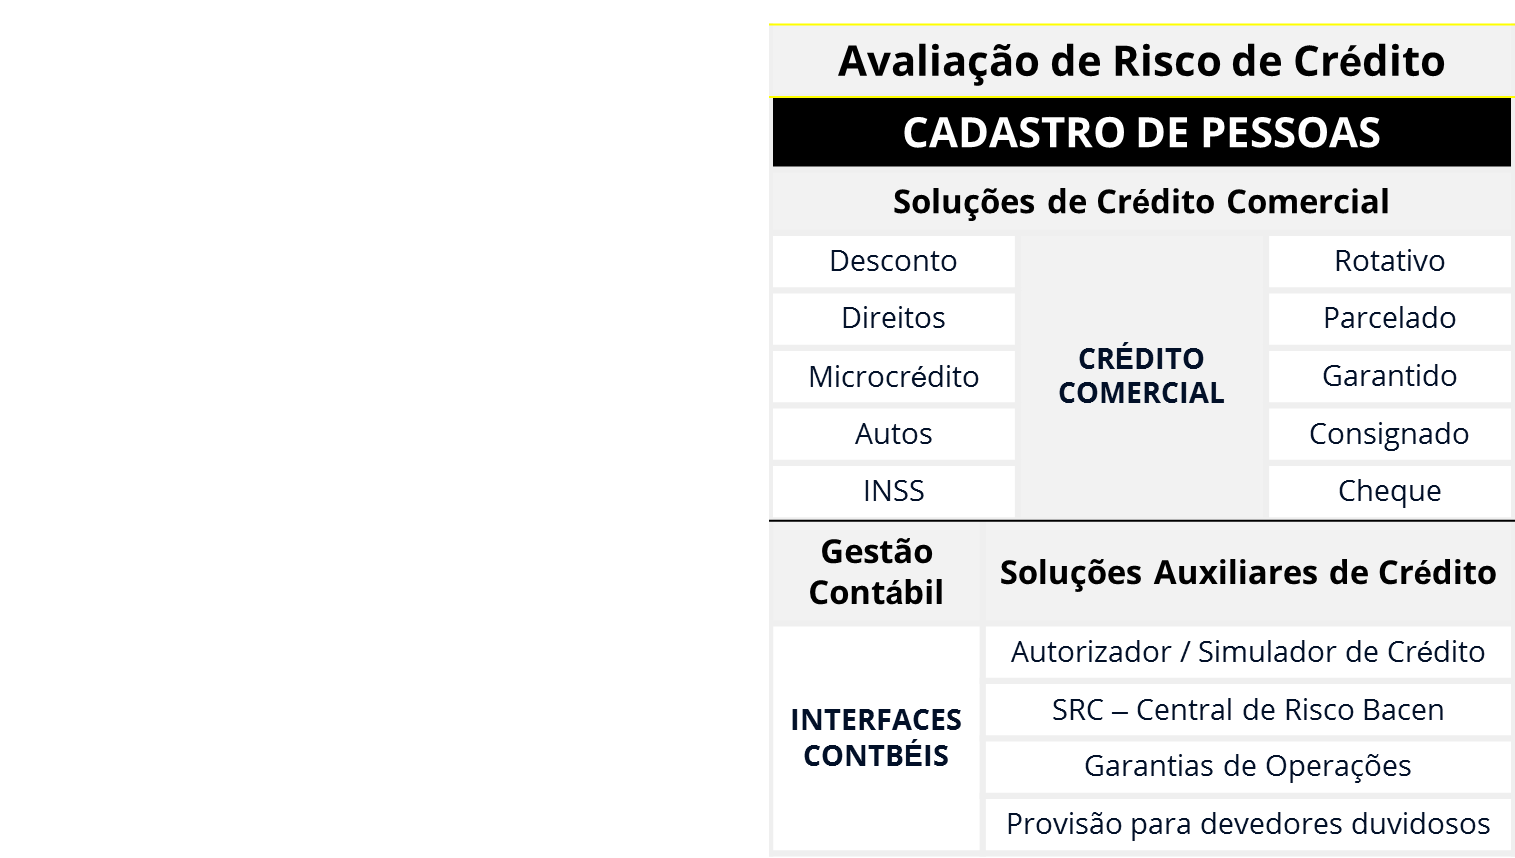 Avaliação de Risco de Crédito
CADASTRO DE PESSOAS
Soluções de Crédito Comercial
Desconto
Rotativo
Direitos
Parcelado
CRÉDITO
COMERCIAL
Microcrédito
Garantido
Autos
Consignado
INSS
Cheque
Gestão
Contábil
Soluções Auxiliares de Crédito
INTERFACES
CONTBÉIS
Autorizador / Simulador de Crédito
SRC – Central de Risco Bacen
Garantias de Operações
Provisão para devedores duvidosos